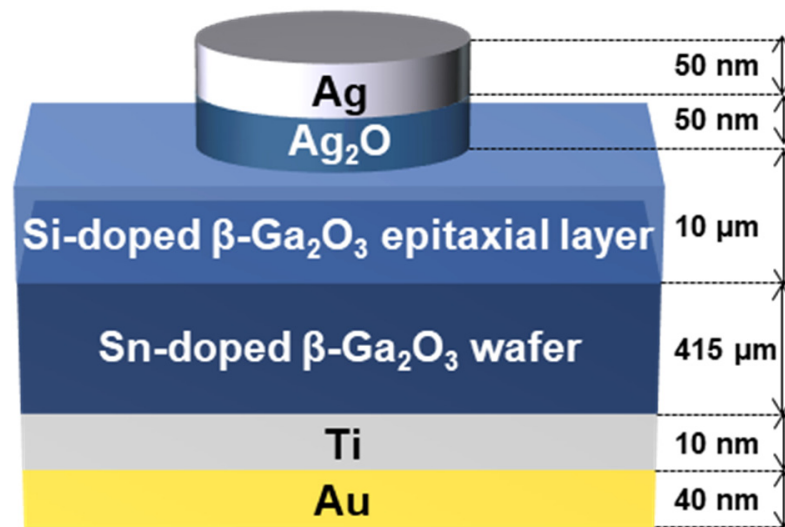 50 nm
Ag
50 nm
Ag₂O
Si-doped β-Ga₂O₃ epitaxial layer
10 μm
Sn-doped β-Ga₂O₃ wafer
415 μm
Ti
10 nm
Au
40 nm